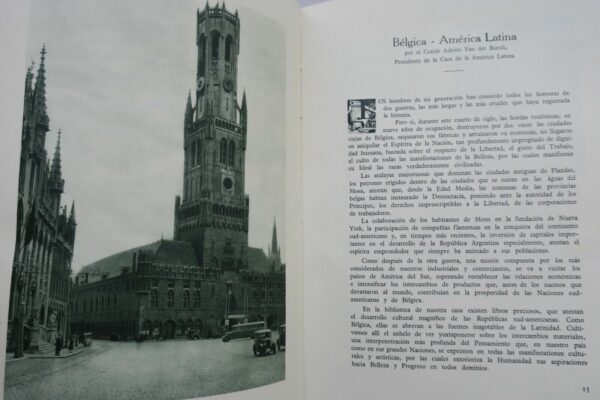 Bélgica - América Latina
por el Conde Adrien Van der Burch,
Presidente de la Casa de la América Latina.
LOS hombres de mi generación han conocido todos los horrores de
dos guerras, las más largas y las más crueles que haya registrado
la historia.
Pero si, durante este cuarto de siglo, las hordas teutónicas, en
nueve años de ocupación, destruyeron por dos veces las ciudades
viejas de Bélgica, saquearon sus fábricas y arruinaron su economía, no llegaron
en aniquilar el Espíritu de la Nación, tan profundamente impregnado de digni-
dad humana, basada sobre el respecto de la Libertad, el gusto del Trabajo,
el culto de todas las manifestaciones de la Belleza, por las cuales manifiestan
su Ideal las razas verdaderamente civilizadas.
Las atalayas majestuosas que dominan las ciudades antiguas de Flandes,
los perrones erigidos dentro de las ciudades que se miran en las águas del
Mosa, atestan que, desde la Edad Media, las comunas de las provincias
belgas habían instaurado la Democracia, poniendo ante la autoridad de los
Príncipes, los derechos imprescriptibles a la Libertad, de las corporaciones
de trabajadores.
La colaboración de los habitantes de Mons en la fundación de Nueva
York, la participación de compañías flamencas en la conquista del continente
sud-americano y, en tiempos más recientes, la inversión de capitales impor-
tantes en el desarrollo de la República Argentina especialmente, atestan el
espíritu emprendedor que siempre ha animado a sus poblaciones.
Como después de la otra guerra, una misión compuesta por los más
considerados de nuestros industriales y comerciantes, se va a visitar los
países de América del Sur, esperando restablecer las relaciones económicas
e intensificar los intercambios de productos que, antes de los sucesos que
devastaron al mundo, contribuían en la prosperidad de las Naciones sud-
americanas y de Bélgica.
En la biblioteca de nuestra casa existen libros preciosos, que atestan
el desarrollo cultural magnífico de las Repúblicas sud-americanas. Como
Bélgica, ellas se abrevan a las fuentes inagotables de la Latinidad. Culti-
vamos allí el anhelo de ver yuxtaponerse sobre los intercambios materiales,
una interpenetración más profunda del Pensamiento que, en nuestro país
como en sus grandes Naciones, se exprimen en todas las manifestaciones cultu-
rales y artísticas, por las cuales exterioriza la Humanidad sus aspiraciones
hacia Belleza y Progreso en todos domínios.
15